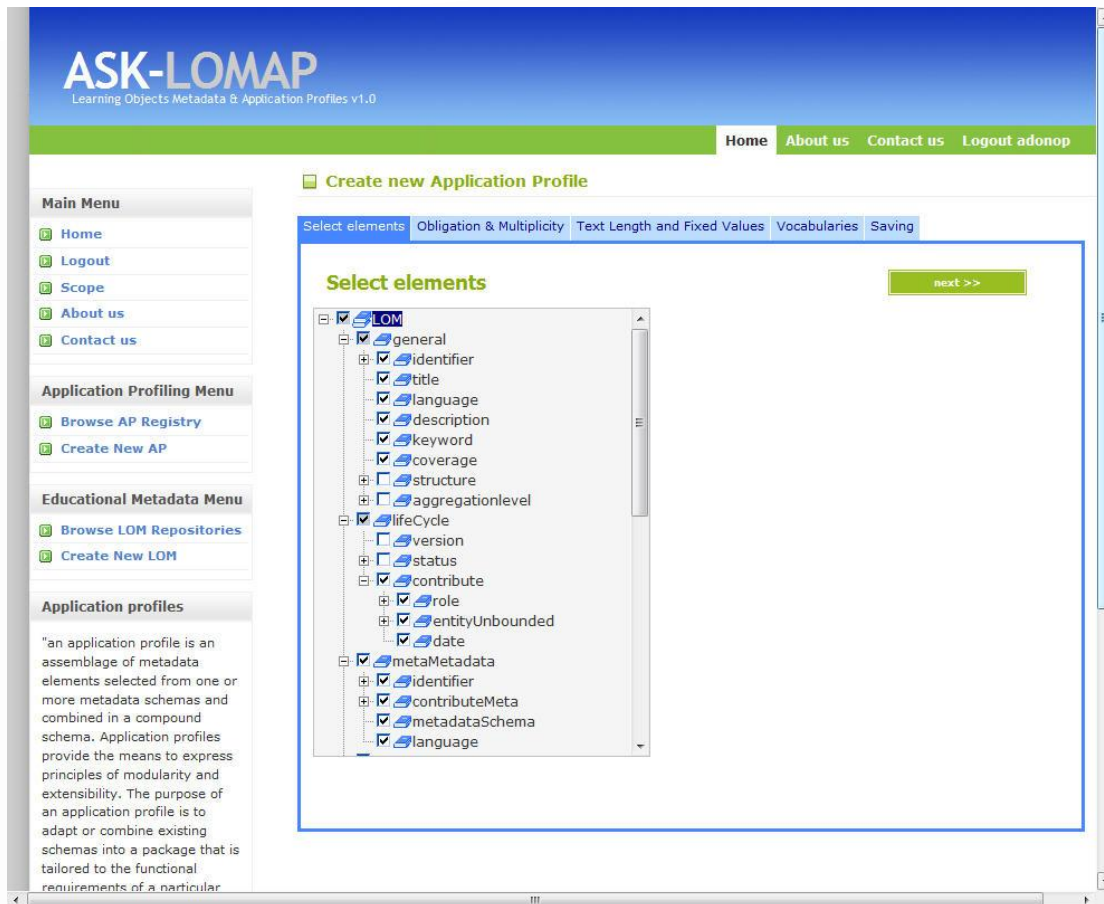 ASK-LOMAP
Learning Objects Metadata & Application Profiles v1.0
Home About us Contact us Logout adonop
Main Menu
Home
Logout
Scope
About us
Contact us
Application Profiling Menu
Browse AP Registry
Create New AP
Educational Metadata Menu
Browse LOM Repositories
Create New LOM
Application profiles
"an application profile is an
assemblage of metadata
elements selected from one or
more metadata schemas and
combined in a compound
schema. Application profiles
provide the means to express
principles of modularity and
extensibility. The purpose of
an application profile is to
adapt or combine existing
schemas into a package that is
tailored to the functional
requirements of a particular
Create new Application Profile
Select elements Obligation & Multiplicity Text Length and Fixed Values Vocabularies Saving
Select elements
next >>
LOM
general
identifier
title
language
description
keyword
coverage
structure
aggregationlevel
lifeCycle
version
status
contribute
role
entityUnbounded
date
metaMetadata
identifier
contributeMeta
metadataSchema
language